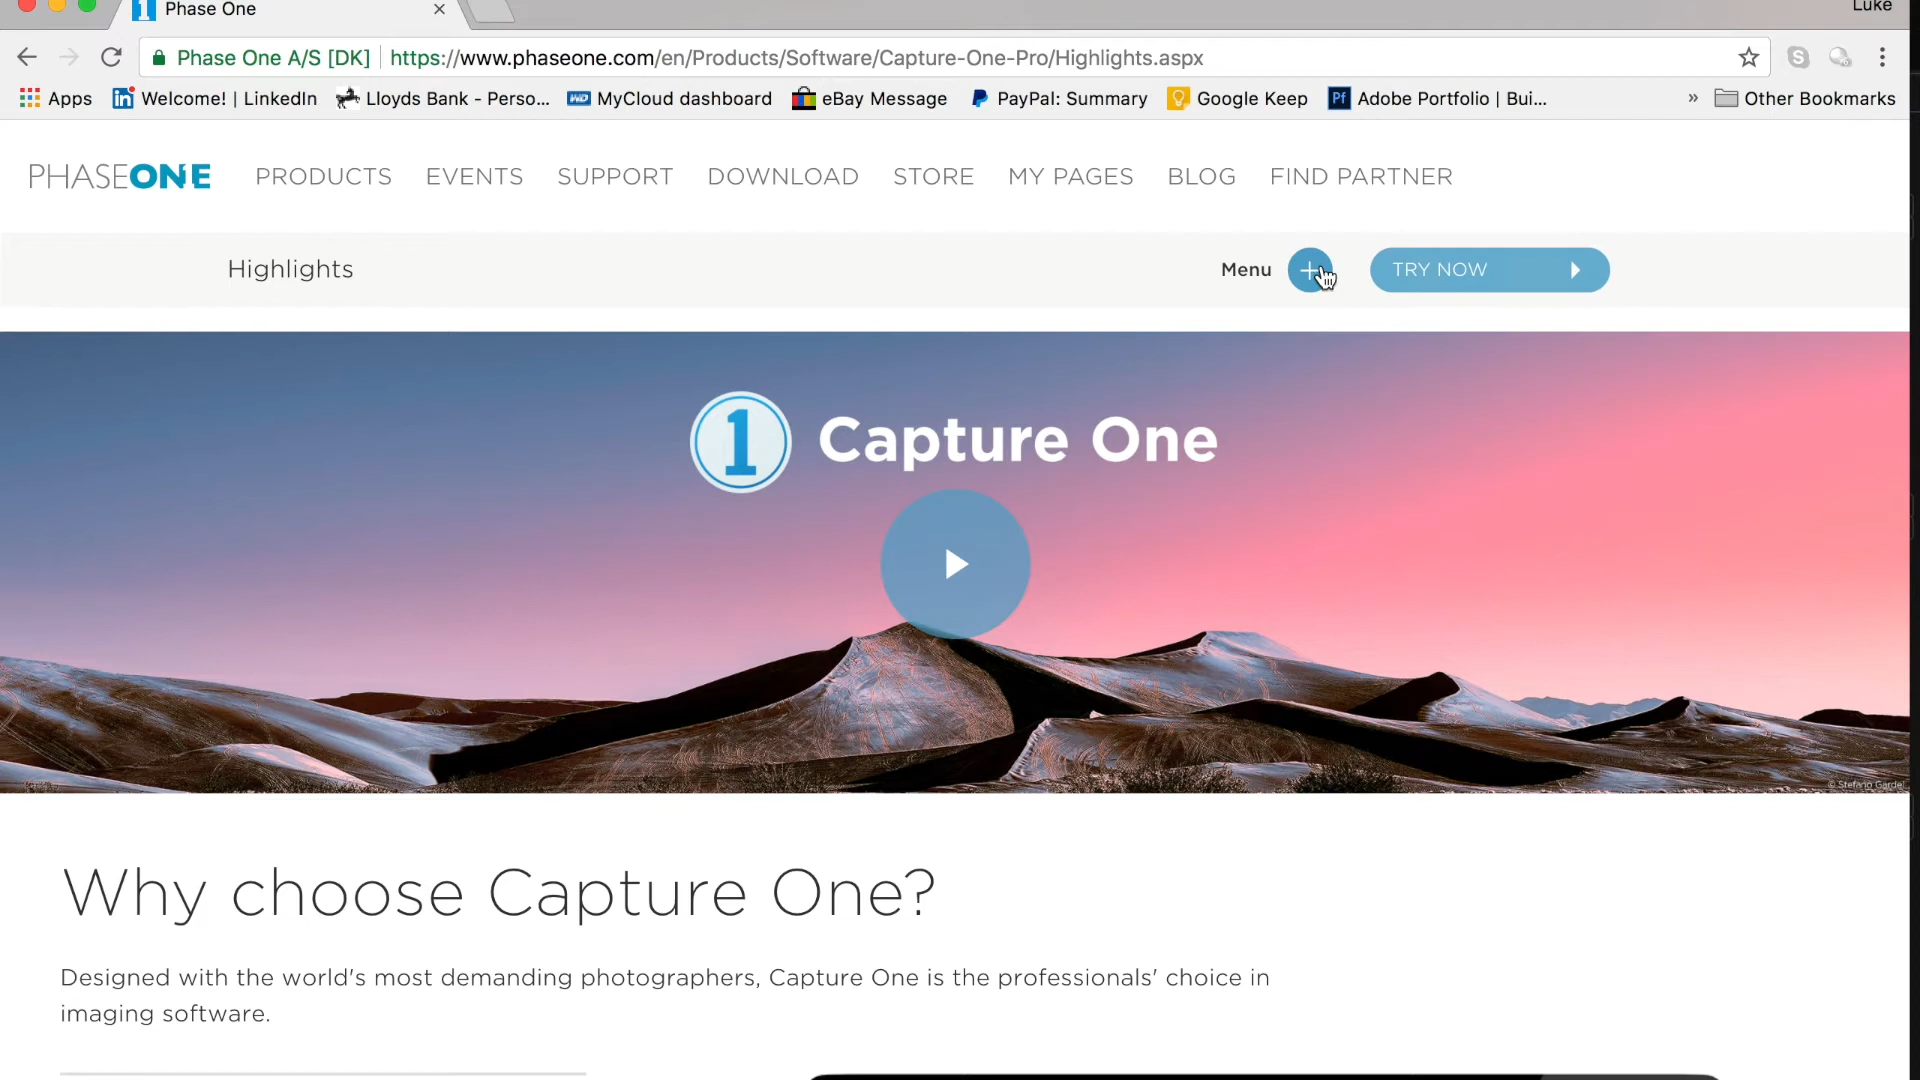 Phase One
Luke
Phase One A/S [DK] https://www.phaseone.com/en/Products/Software/Capture-One-Pro/Highlights.aspx
Apps Welcome! | LinkedIn Lloyds Bank - Perso... MyCloud dashboard eBay Message PayPal: Summary Google Keep Adobe Portfolio | Bui... » Other Bookmarks
PHASEONE PRODUCTS EVENTS SUPPORT DOWNLOAD STORE MY PAGES BLOG FIND PARTNER
Highlights Menu TRY NOW
1 Capture One
© Stefano Gardel
Why choose Capture One?
Designed with the world's most demanding photographers, Capture One is the professionals' choice in
imaging software.